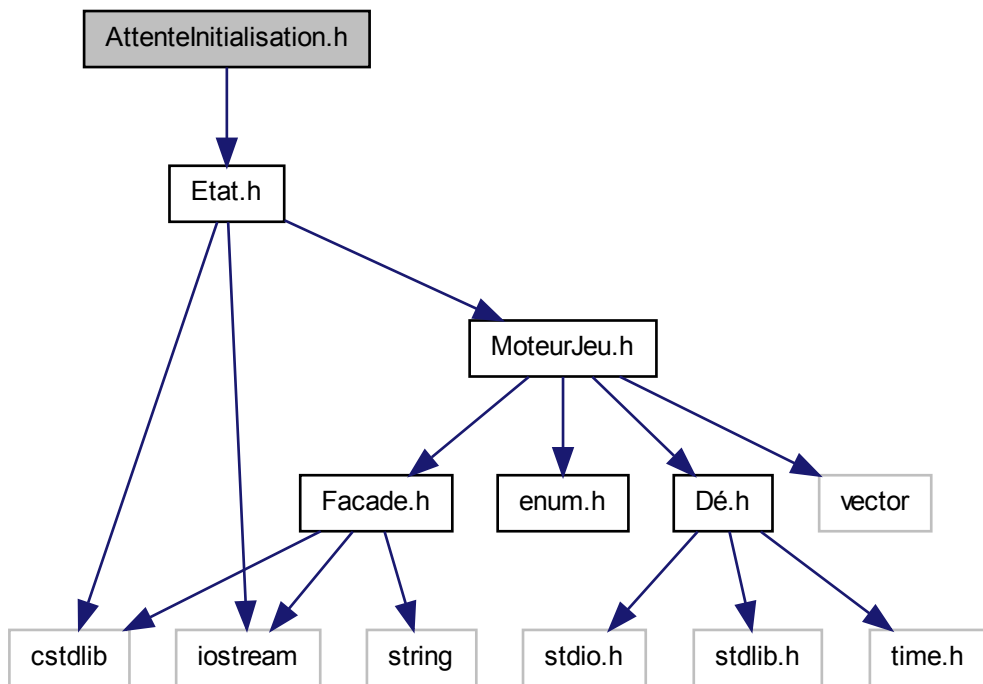 AttenteInitialisation.h
Etat.h
MoteurJeu.h
Facade.h
enum.h
Dé.h
vector
cstdlib
iostream
string
stdio.h
stdlib.h
time.h